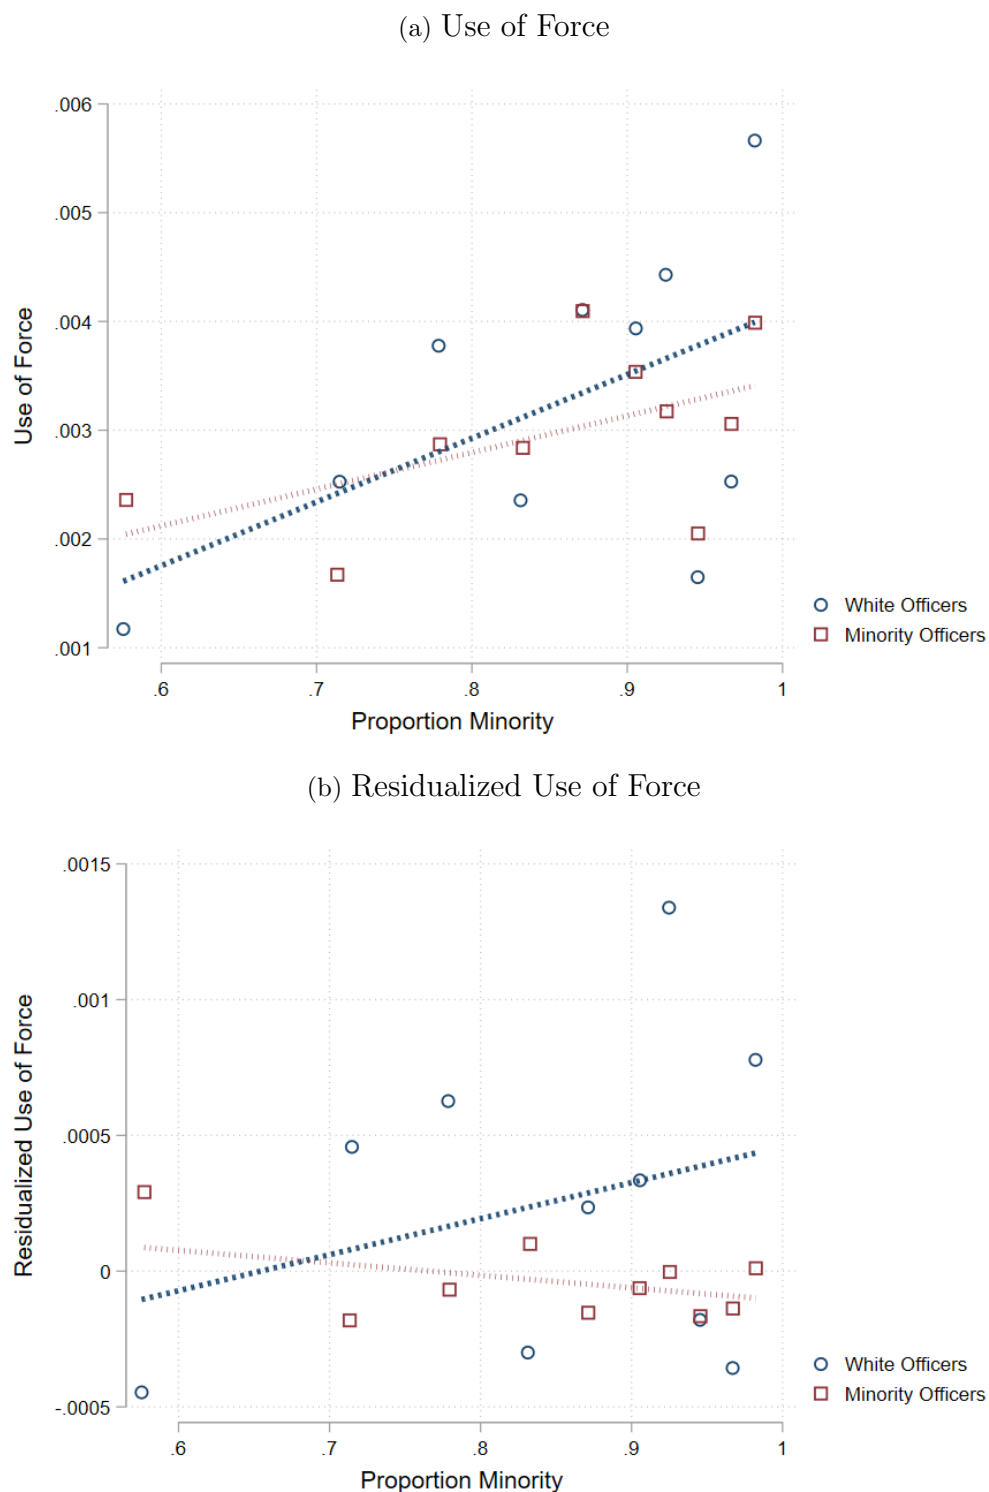 (a) Use of Force
.006
.005
.004
.003
.002
.001
Use of Force
.6 .7 .8 .9 1
Proportion Minority
White Officers
Minority Officers
(b) Residualized Use of Force
.0015
.001
.0005
0
-.0005
Residualized Use of Force
.6 .7 .8 .9 1
Proportion Minority
White Officers
Minority Officers